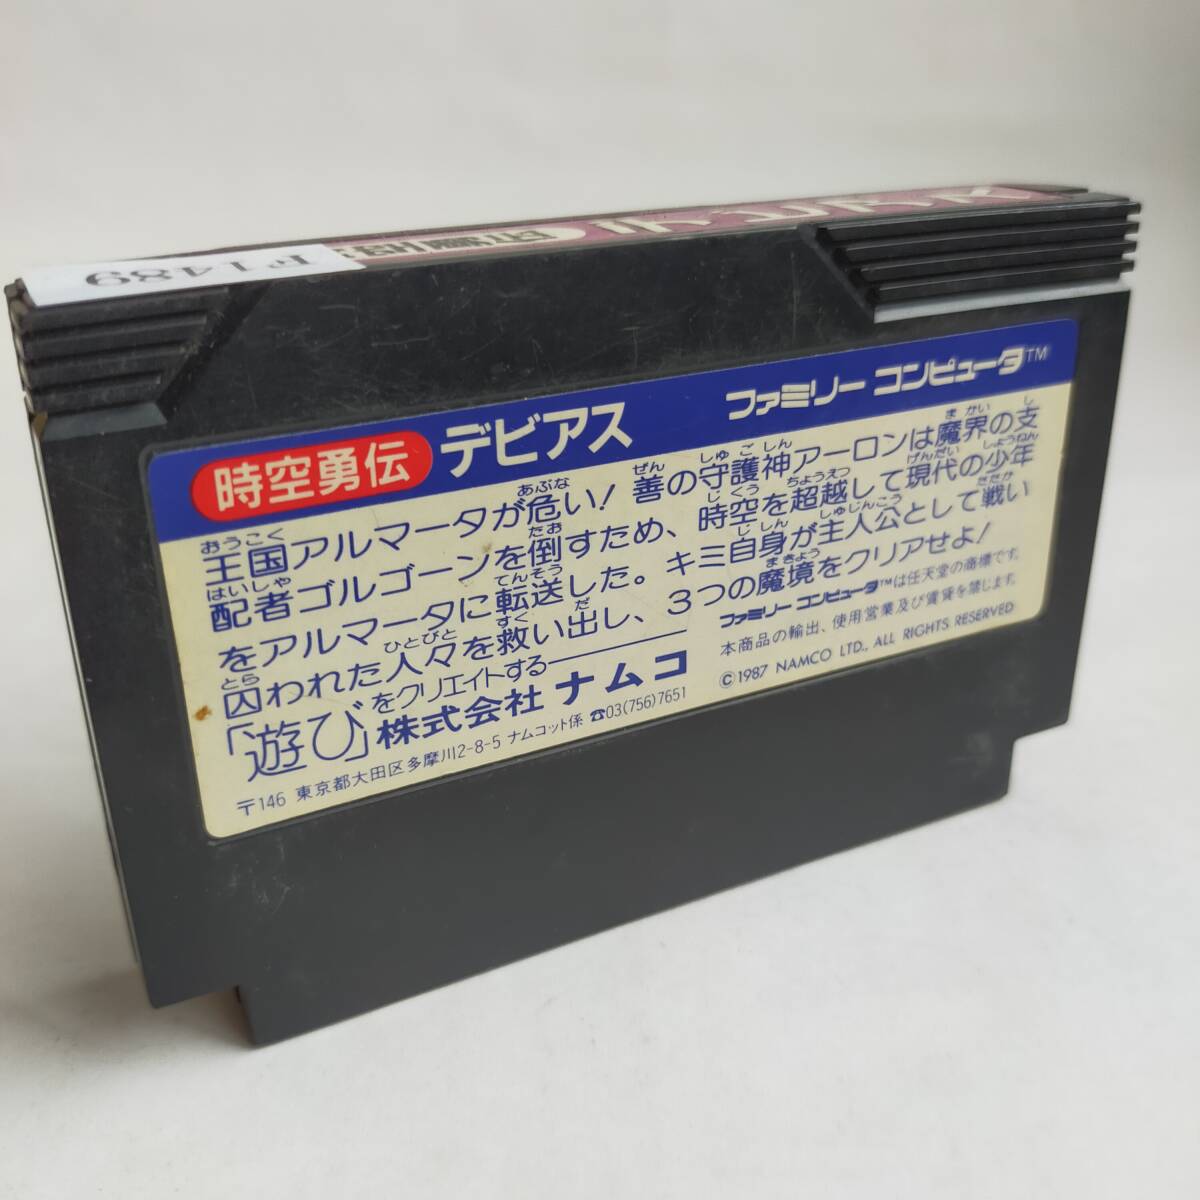 F1489
時空勇伝 デビアス ファミリー コンピュータ™
王国アルマータが危い! 善の守護神アーロンは魔界の支
配者ゴルゴーンを倒すため、時空を超越して現代の少年
をアルマータに転送した。キミ自身が主人公として戦い
囚われた人々を救い出し、3つの魔境をクリアせよ!
「遊び」をクリエイトする——
株式会社 ナムコ
〒146 東京都大田区多摩川2-8-5 ナムコット係 ☎03(756)7651
ファミリー コンピュータ™は任天堂の商標です。
本商品の輸出、使用営業及び賃貸を禁じます。
©1987 NAMCO LTD., ALL RIGHTS RESERVED